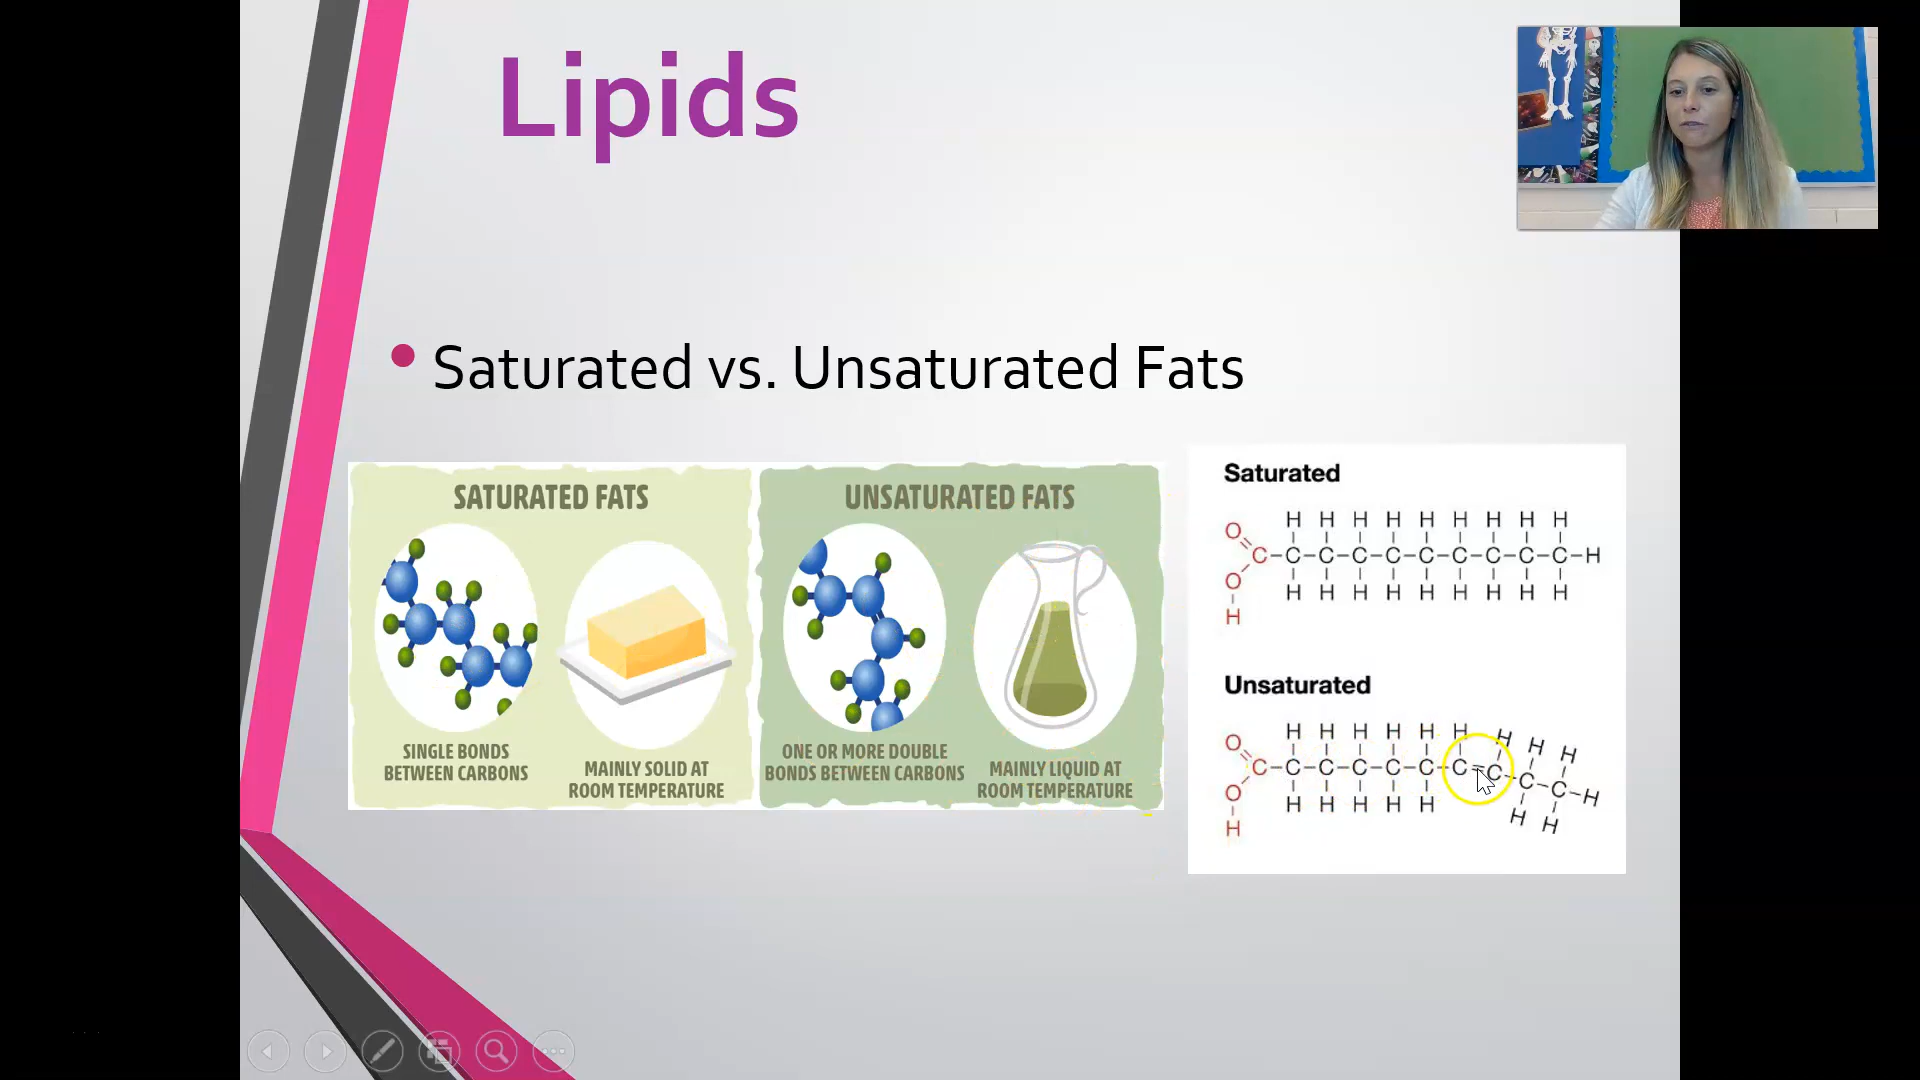 Lipids
• Saturated vs. Unsaturated Fats
SATURATED FATS
SINGLE BONDS
BETWEEN CARBONS
MAINLY SOLID AT
ROOM TEMPERATURE
UNSATURATED FATS
ONE OR MORE DOUBLE
BONDS BETWEEN CARBONS
MAINLY LIQUID AT
ROOM TEMPERATURE
Saturated
H H H H H H H H H
O
C–C–C–C–C–C–C–C–C–C–H
O
H H H H H H H H H
H
Unsaturated
H H H H H H H H H
O
C–C–C–C–C–C–C=C–C–C–H
O
H H H H H H H
H